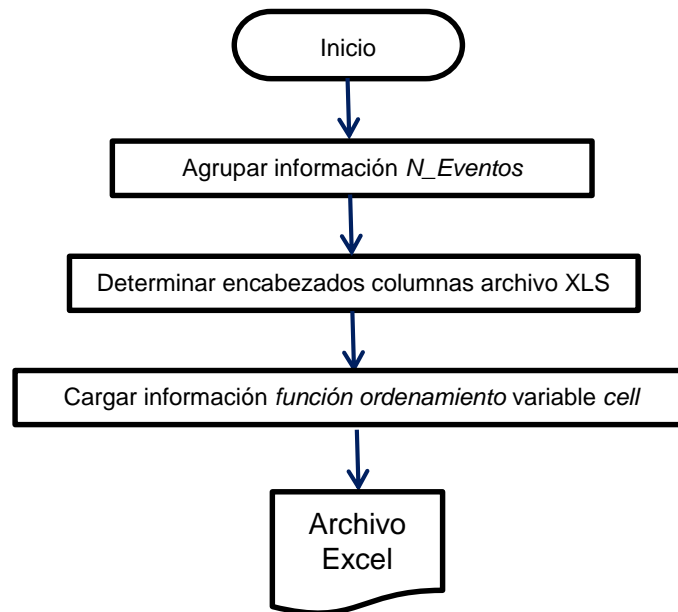 Inicio
Agrupar información N_Eventos
Determinar encabezados columnas archivo XLS
Cargar información función ordenamiento variable cell
Archivo
Excel